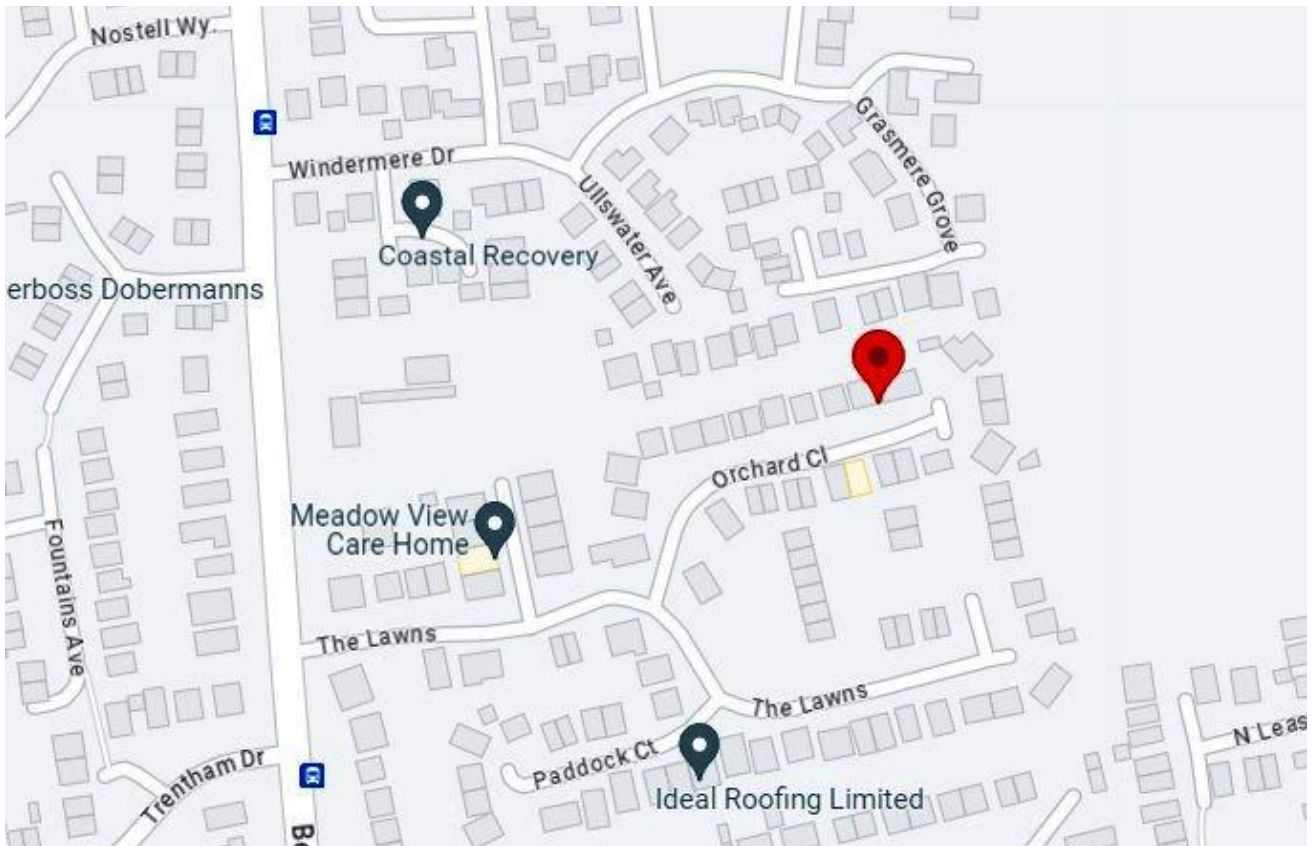 Nostell Wy.
Windermere Dr
Grasmere Grove
Ullswater Ave
Coastal Recovery
erboss Dobermanns
Orchard Cl
Meadow View
Care Home
Fountains Ave
The Lawns
The Lawns
Paddock Ct
Trentham Dr
Ideal Roofing Limited
N Leas
Be